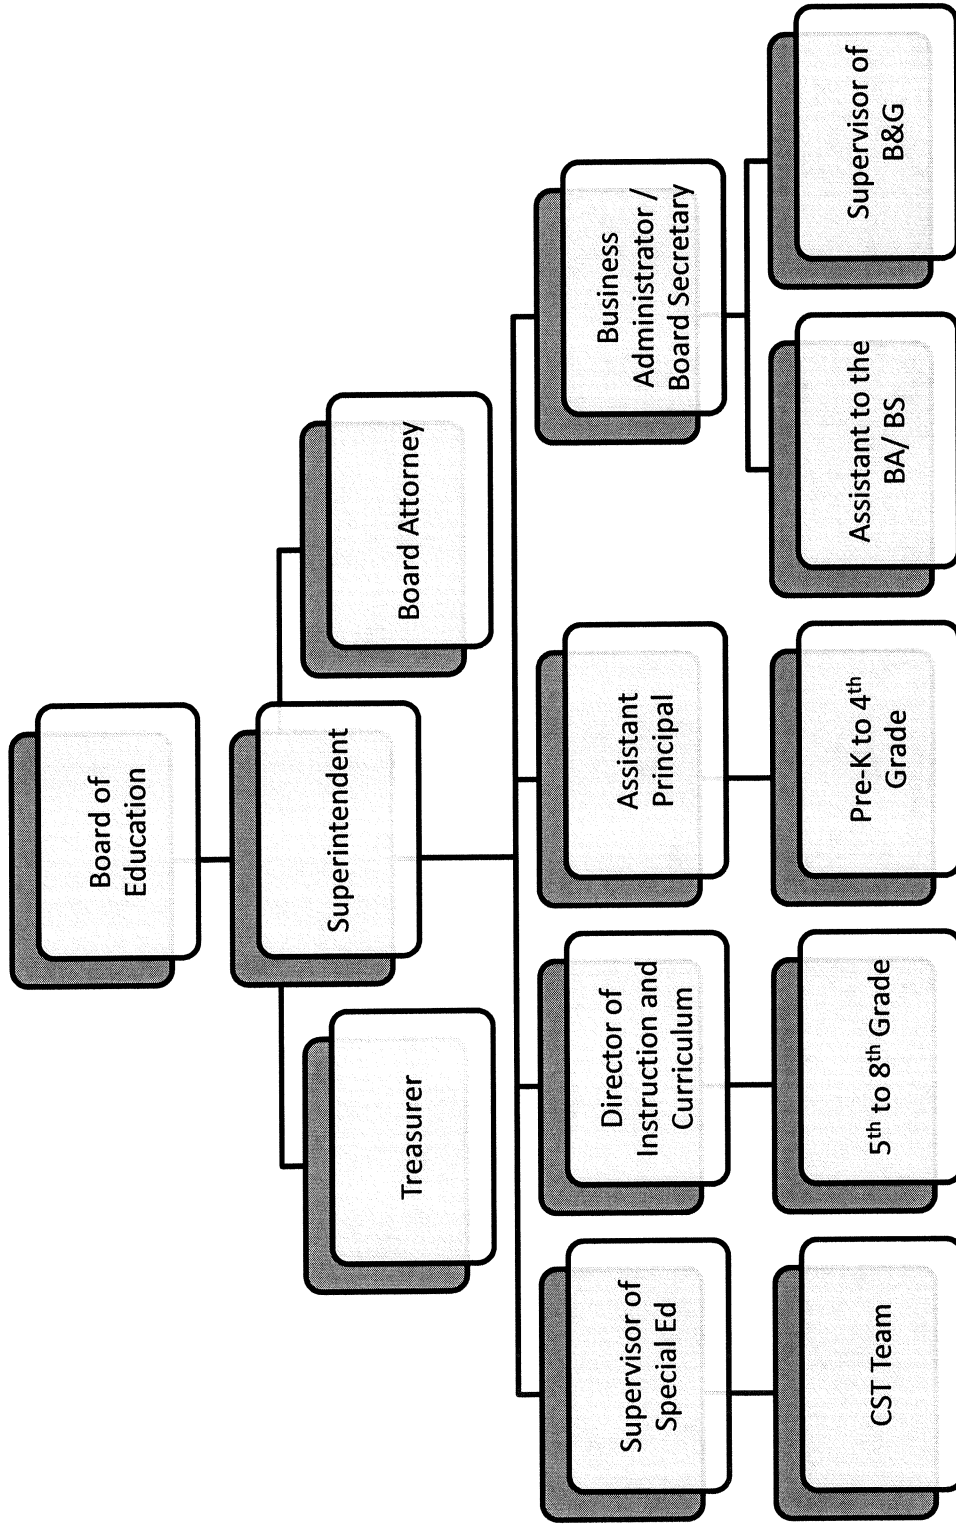 Board of
Education
Superintendent
Treasurer
Board Attorney
Supervisor of
Special Ed
Director of
Instruction and
Curriculum
Assistant
Principal
Business
Administrator /
Board Secretary
CST Team
5th to 8th Grade
Pre-K to 4th
Grade
Assistant to the
BA/ BS
Supervisor of
B&G